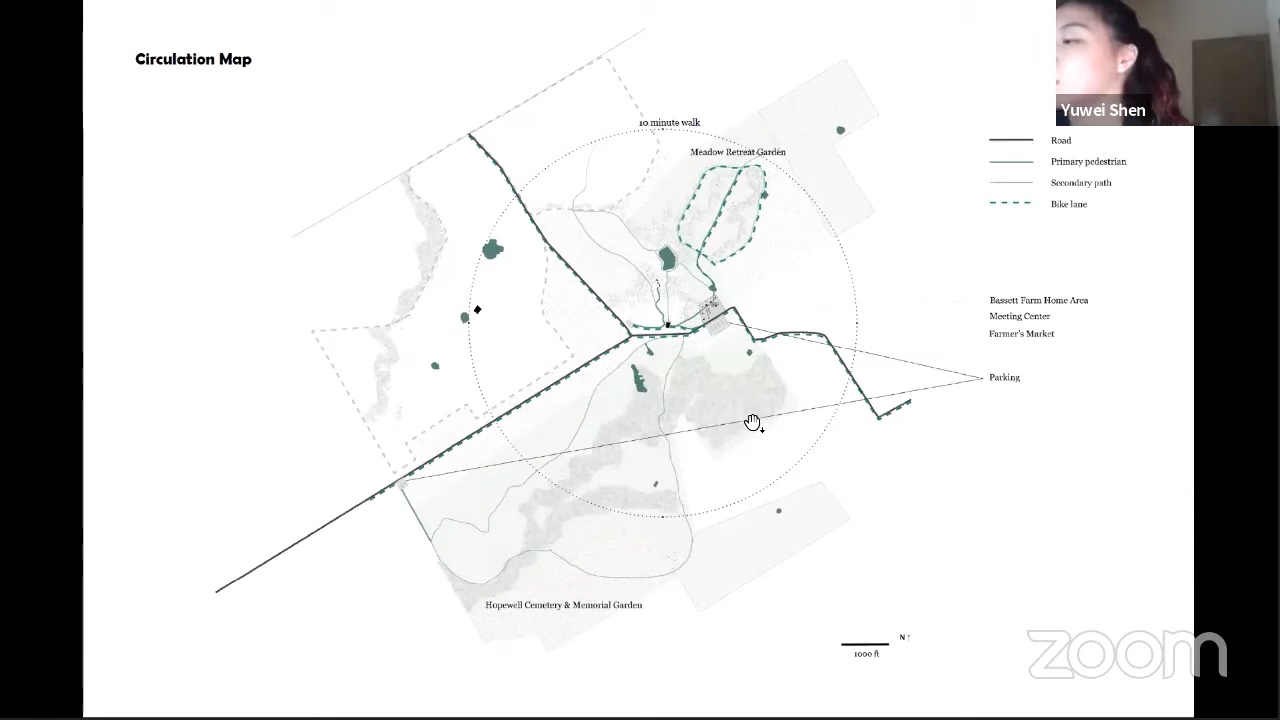 Circulation Map
Yuwei Shen
10 minute walk
Meadow Retreat Garden
Road
Primary pedestrian
Secondary path
Bike lane
Bassett Farm Home Area
Meeting Center
Farmer's Market
Parking
Hopewell Cemetery & Memorial Garden
N↑
1000 ft
zoom